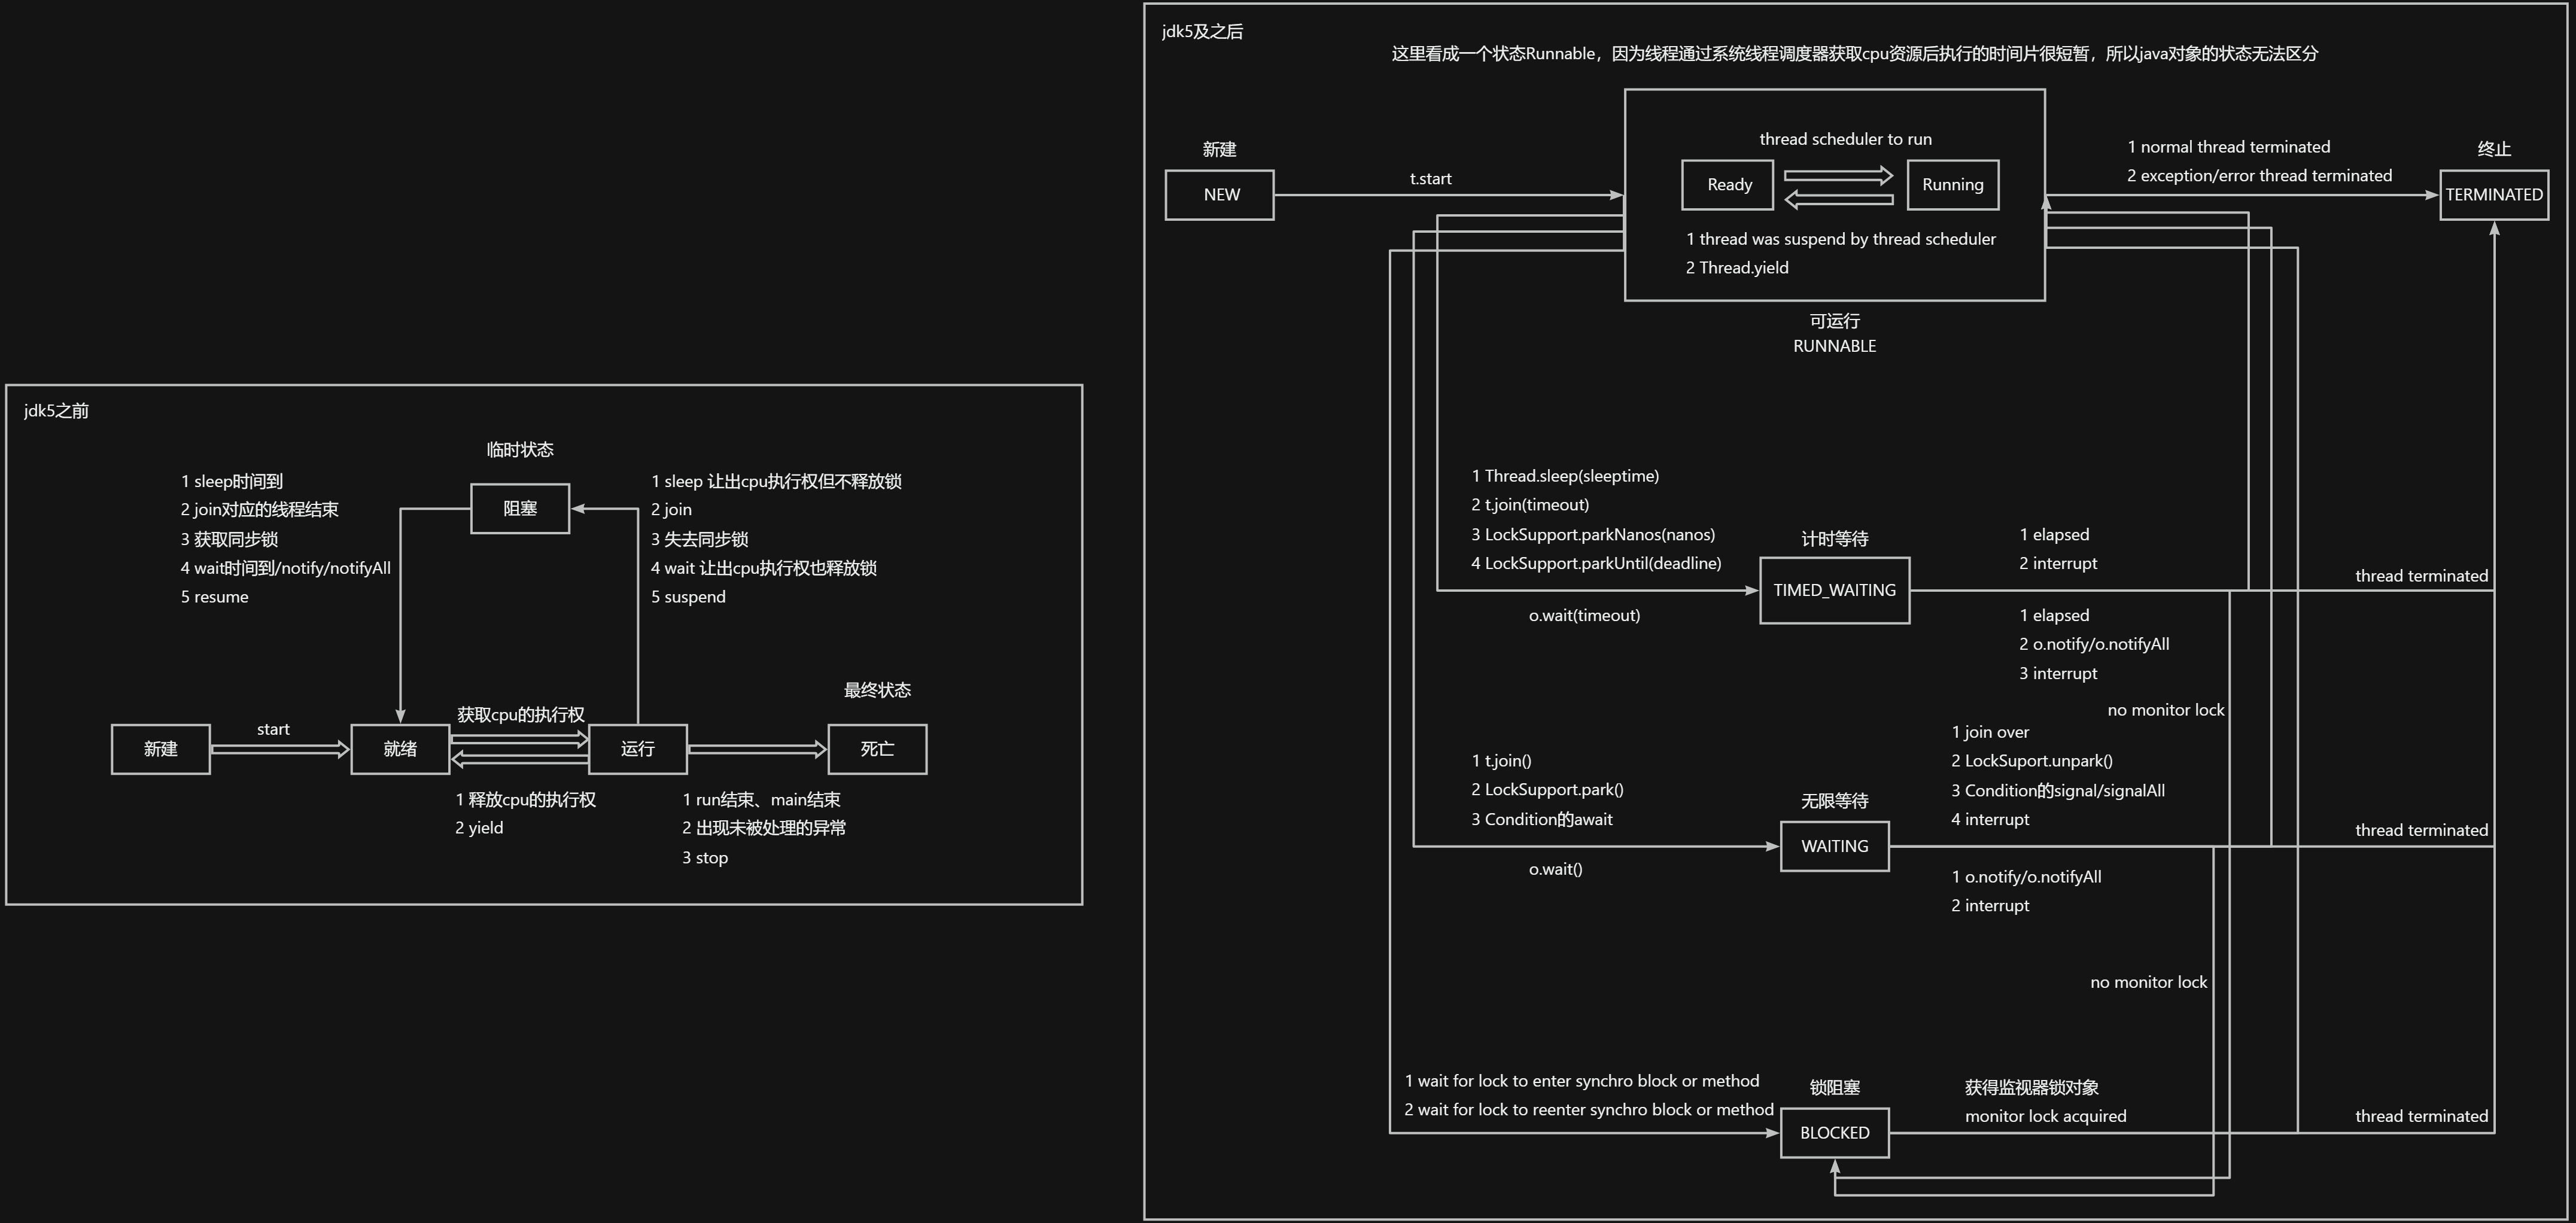 jdk5之前
临时状态
1 sleep时间到
2 join对应的线程结束
3 获取同步锁
4 wait时间到/notify/notifyAll
5 resume
阻塞
1 sleep 让出cpu执行权但不释放锁
2 join
3 失去同步锁
4 wait 让出cpu执行权也释放锁
5 suspend
新建
start
就绪
获取cpu的执行权
1 释放cpu的执行权
2 yield
运行
1 run结束、main结束
2 出现未被处理的异常
3 stop
最终状态
死亡
jdk5及之后
这里看成一个状态Runnable，因为线程通过系统线程调度器获取cpu资源后执行的时间片很短暂，所以java对象的状态无法区分
新建
NEW
t.start
thread scheduler to run
Ready
Running
1 thread was suspend by thread scheduler
2 Thread.yield
可运行
RUNNABLE
1 normal thread terminated
2 exception/error thread terminated
终止
TERMINATED
1 Thread.sleep(sleeptime)
2 t.join(timeout)
3 LockSupport.parkNanos(nanos)
4 LockSupport.parkUntil(deadline)
o.wait(timeout)
计时等待
TIMED_WAITING
1 elapsed
2 interrupt
thread terminated
1 elapsed
2 o.notify/o.notifyAll
3 interrupt
no monitor lock
1 t.join()
2 LockSupport.park()
3 Condition的await
o.wait()
无限等待
WAITING
1 join over
2 LockSuport.unpark()
3 Condition的signal/signalAll
4 interrupt
thread terminated
1 o.notify/o.notifyAll
2 interrupt
no monitor lock
1 wait for lock to enter synchro block or method
2 wait for lock to reenter synchro block or method
锁阻塞
BLOCKED
获得监视器锁对象
monitor lock acquired
thread terminated